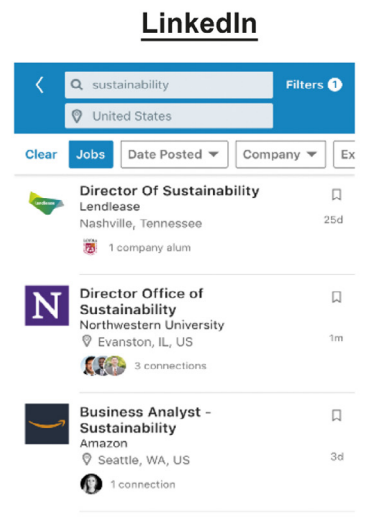 LinkedIn
sustainability
Filters 1
United States
Clear Jobs Date Posted Company Ex
Director Of Sustainability
Lendlease
Nashville, Tennessee
25d
1 company alum
Director Office of
Sustainability
Northwestern University
Evanston, IL, US
1m
3 connections
N
Business Analyst -
Sustainability
Amazon
Seattle, WA, US
3d
1 connection